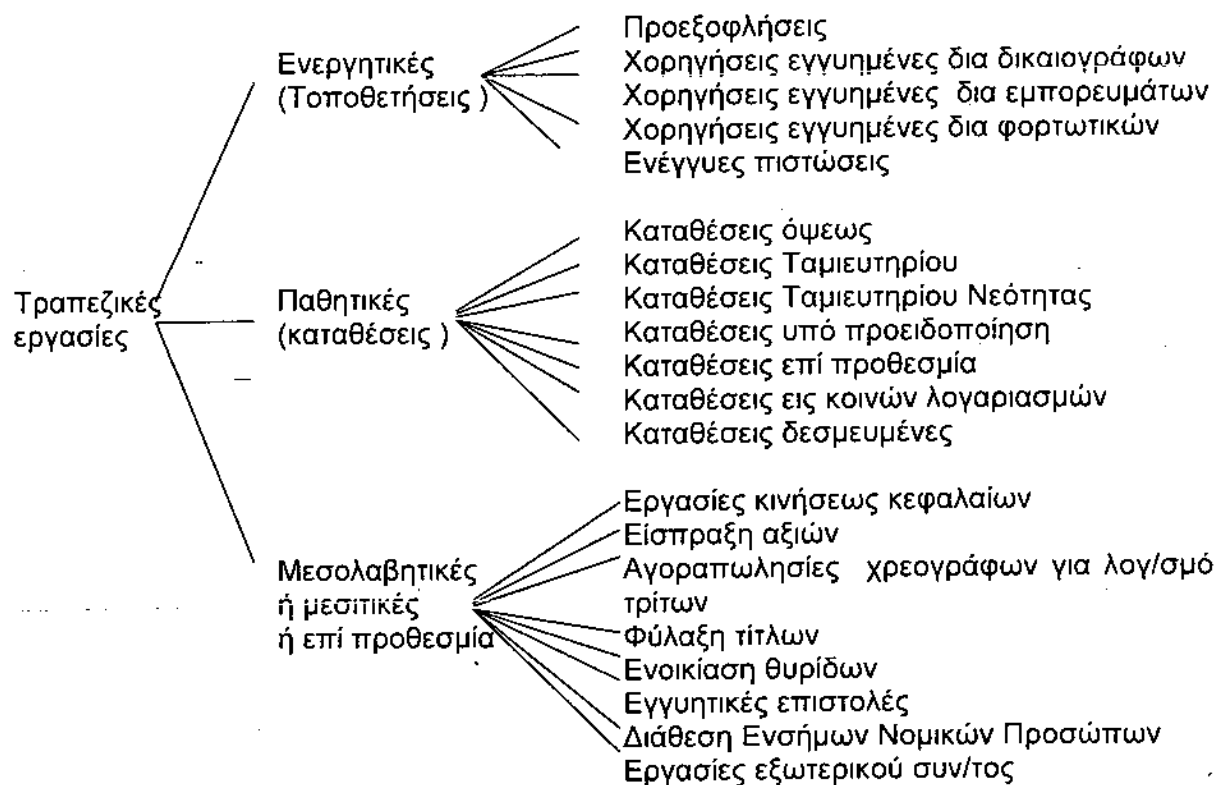 Ενεργητικές
(Τοποθετήσεις )
Προεξοφλήσεις
Χορηγήσεις εγγυημένες δια δικαιογράφων
Χορηγήσεις εγγυημένες δια εμπορευμάτων
Χορηγήσεις εγγυημένες δια φορτωτικών
Ενέγγυες πιστώσεις
Τραπεζικές
εργασίες
Παθητικές
(καταθέσεις )
Καταθέσεις όψεως
Καταθέσεις Ταμιευτηρίου
Καταθέσεις Ταμιευτηρίου Νεότητας
Καταθέσεις υπό προειδοποίηση
Καταθέσεις επί προθεσμία
Καταθέσεις εις κοινών λογαριασμών
Καταθέσεις δεσμευμένες
Μεσολαβητικές
ή μεσιτικές
ή επί προθεσμία
Εργασίες κινήσεως κεφαλαίων
Είσπραξη αξιών
Αγοραπωλησίες χρεογράφων για λογ/σμό
τρίτων
Φύλαξη τίτλων
Ενοικίαση θυρίδων
Εγγυητικές επιστολές
Διάθεση Ενσήμων Νομικών Προσώπων
Εργασίες εξωτερικού συν/τος